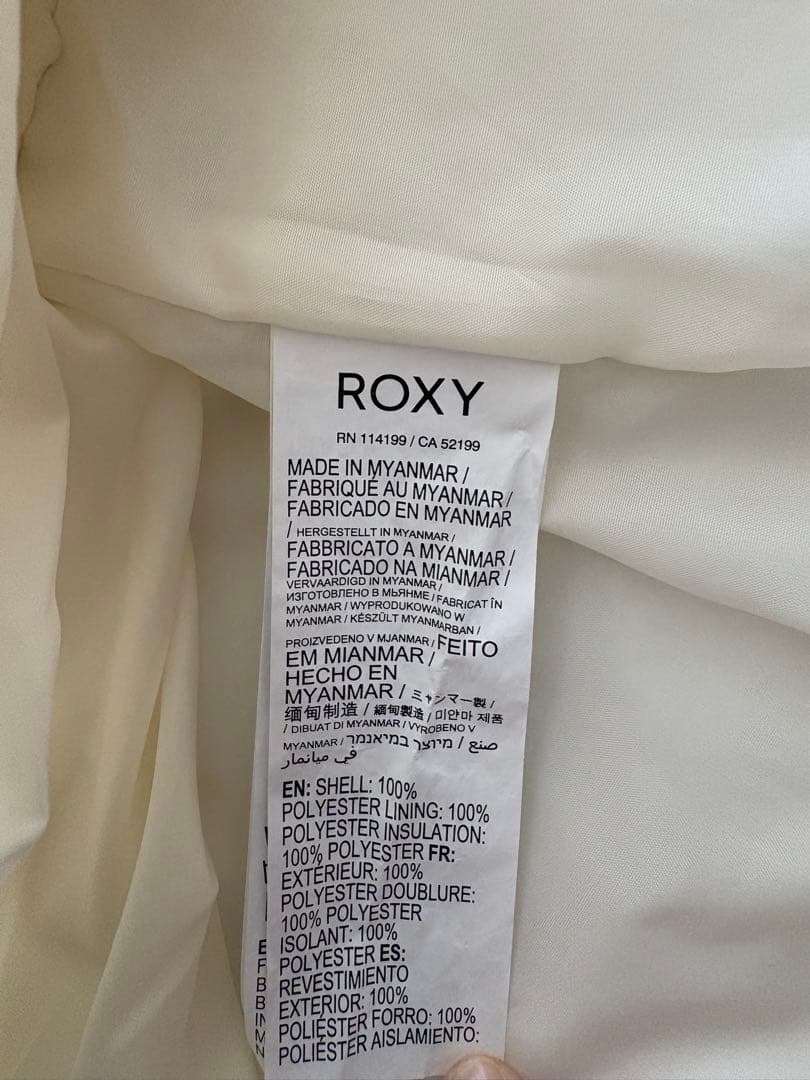 ROXY
RN 114199 / CA 52199
MADE IN MYANMAR /
FABRIQUÉ AU MYANMAR /
FABRICADO EN MYANMAR
/ HERGESTELLT IN MYANMAR /
FABBRICATO A MYANMAR /
FABRICADO NA MIANMAR /
VERVAARDIGD IN MYANMAR /
ИЗГОТОВЛЕНО В МЬЯНМЕ / FABRICAT ÎN
MYANMAR / WYPRODUKOWANO W
MYANMAR / KÉSZÜLT MYANMARBAN /
PROIZVEDENO V MJANMAR / FEITO
EM MIANMAR /
HECHO EN
MYANMAR / ミャンマー製 /
缅甸制造 / 緬甸製造 / 미얀마 제품
/ DIBUAT DI MYANMAR / VYROBENO V
MYANMAR / מיוצר במיאנמר / صنع
في ميانمار
EN: SHELL: 100%
POLYESTER LINING: 100%
POLYESTER INSULATION:
100% POLYESTER FR:
EXTÉRIEUR: 100%
POLYESTER DOUBLURE:
100% POLYESTER
ISOLANT: 100%
POLYESTER ES:
REVESTIMIENTO
EXTERIOR: 100%
POLIÉSTER FORRO: 100%
POLIÉSTER AISLAMIENTO: